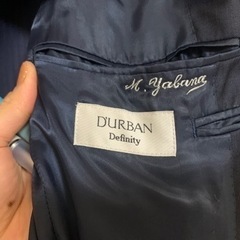 M. Yabana
D'URBAN
Definity